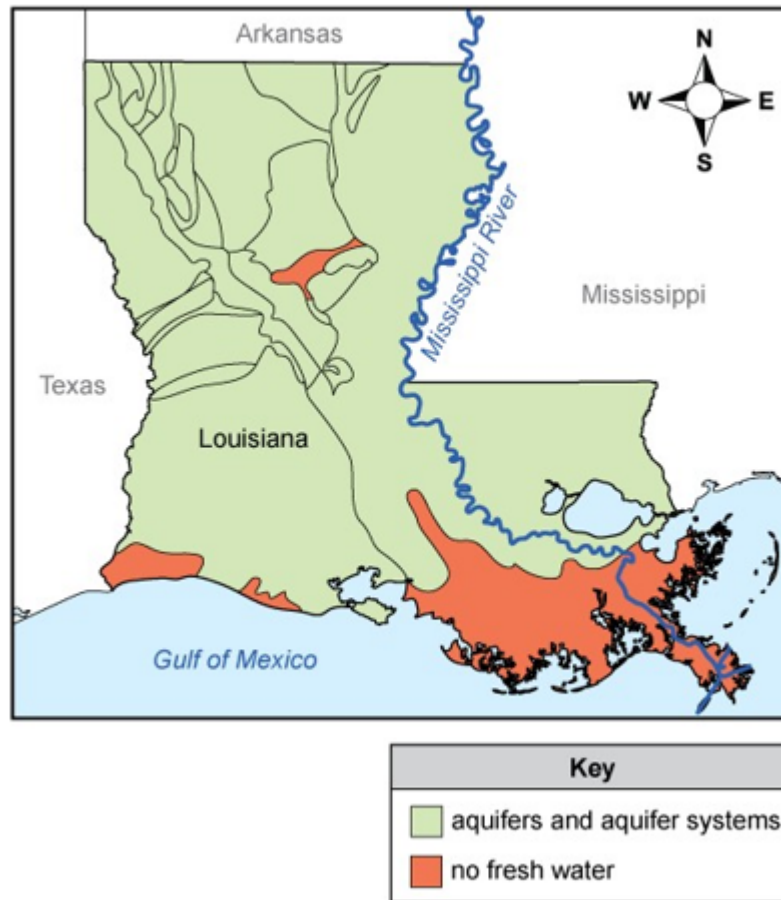 Arkansas
N
W E
S
Mississippi River
Mississippi
Texas
Louisiana
Gulf of Mexico
Key
aquifers and aquifer systems
no fresh water